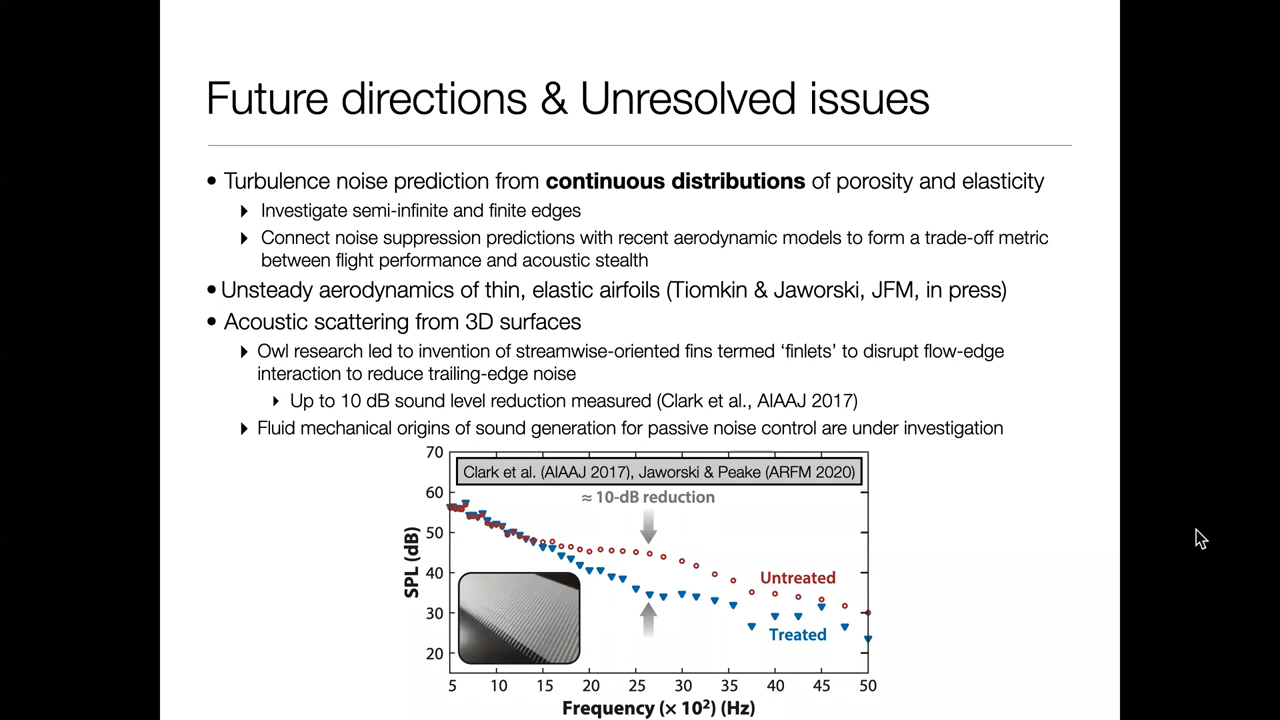 Future directions & Unresolved issues
• Turbulence noise prediction from continuous distributions of porosity and elasticity
Investigate semi-infinite and finite edges
Connect noise suppression predictions with recent aerodynamic models to form a trade-off metric
between flight performance and acoustic stealth
• Unsteady aerodynamics of thin, elastic airfoils (Tiomkin & Jaworski, JFM, in press)
• Acoustic scattering from 3D surfaces
Owl research led to invention of streamwise-oriented fins termed ‘finlets’ to disrupt flow-edge
interaction to reduce trailing-edge noise
Up to 10 dB sound level reduction measured (Clark et al., AIAAJ 2017)
Fluid mechanical origins of sound generation for passive noise control are under investigation
Clark et al. (AIAAJ 2017), Jaworski & Peake (ARFM 2020)
≈ 10-dB reduction
70
60
50
40
30
20
SPL (dB)
Untreated
Treated
5 10 15 20 25 30 35 40 45 50
Frequency (× 10²) (Hz)